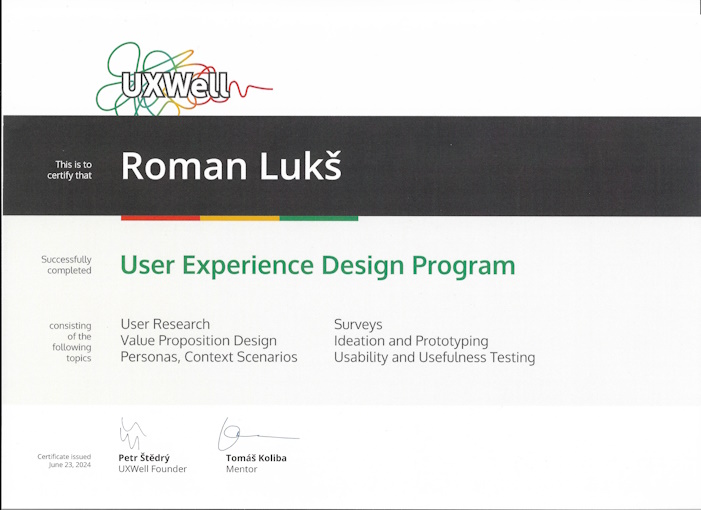 UXWell
This is to
certify that
Roman Lukš
Successfully
completed
User Experience Design Program
consisting
of the
following
topics
User Research
Value Proposition Design
Personas, Context Scenarios
Surveys
Ideation and Prototyping
Usability and Usefulness Testing
Certificate issued
June 23, 2024
Petr Štědrý
UXWell Founder
Tomáš Koliba
Mentor